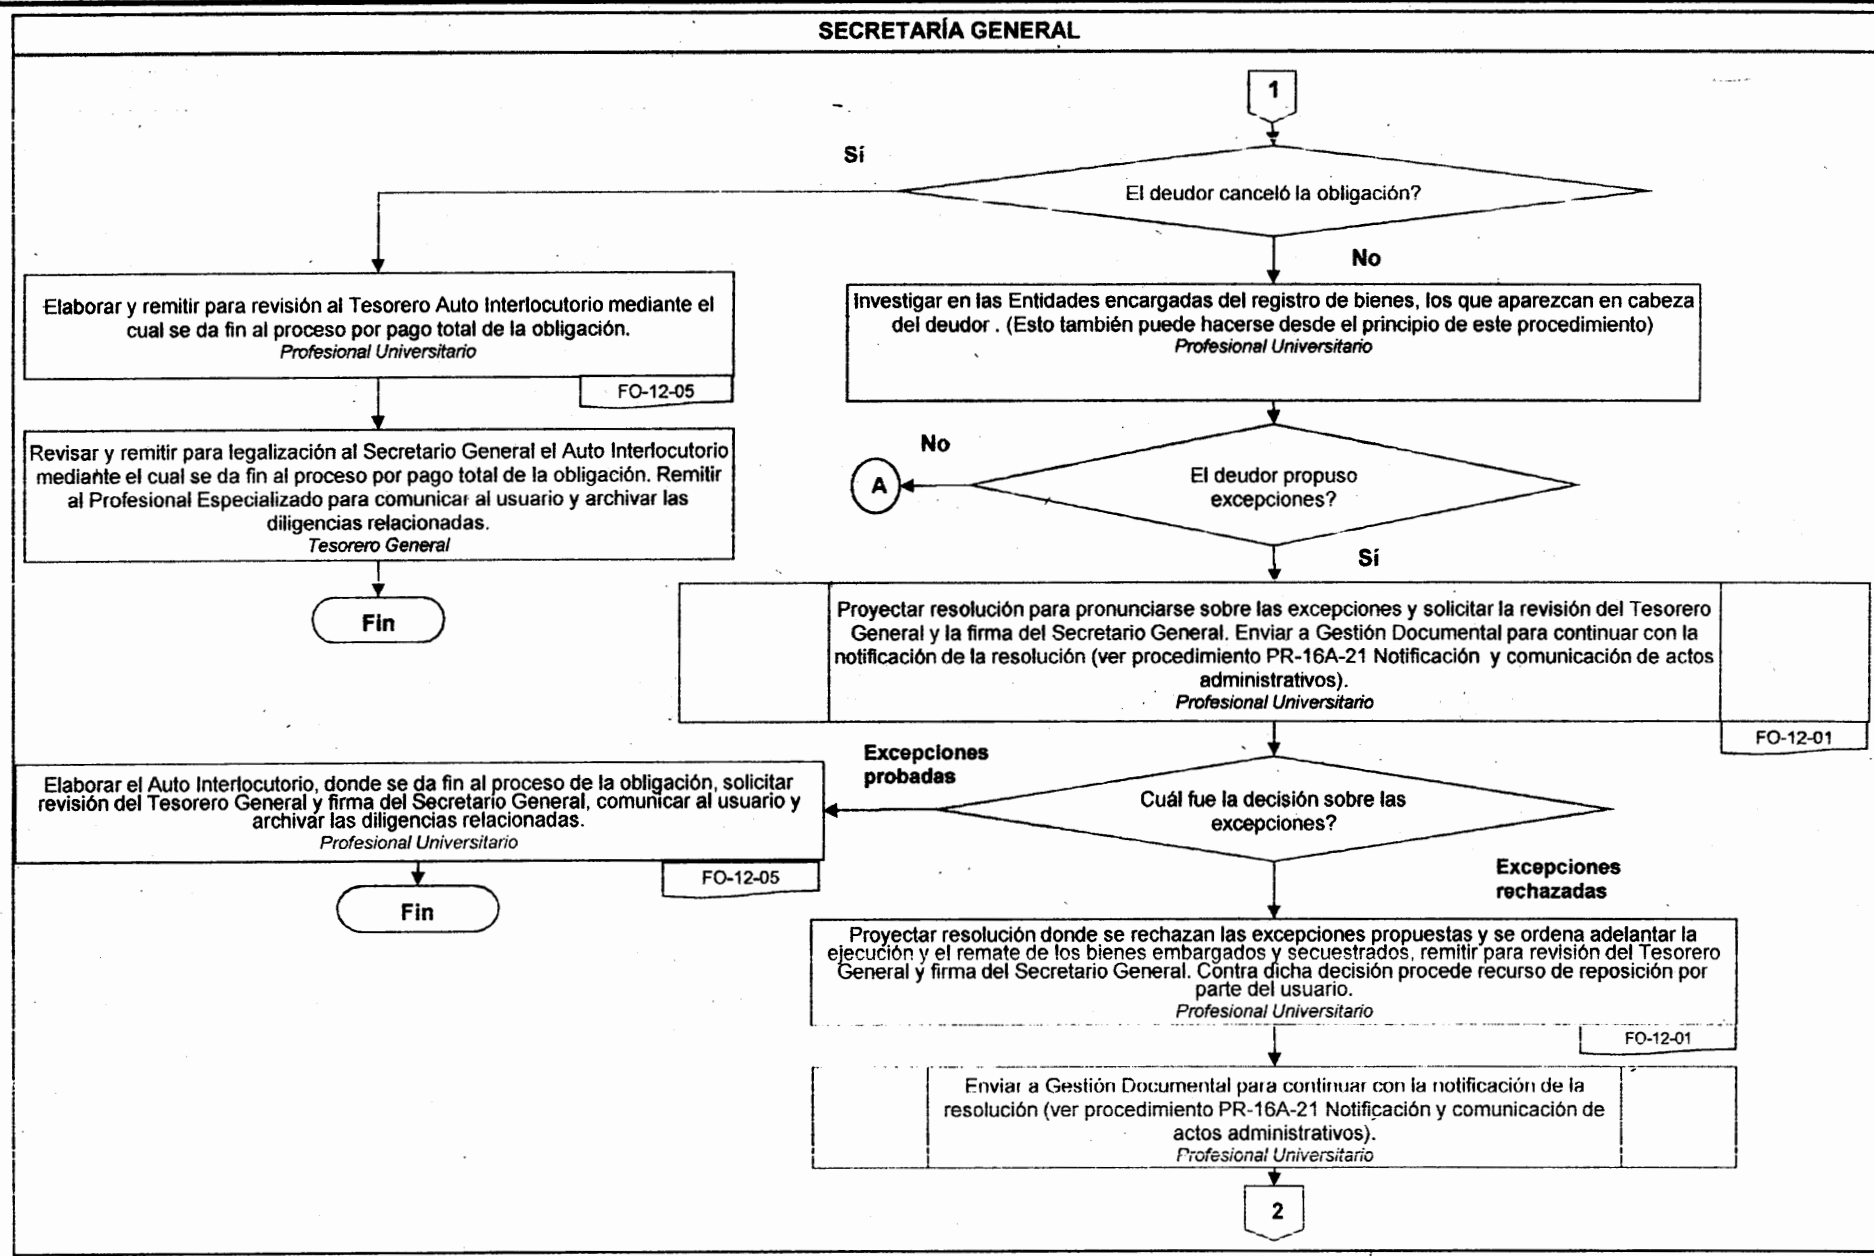 SECRETARÍA GENERAL
1
Sí
El deudor canceló la obligación?
No
Elaborar y remitir para revisión al Tesorero Auto Interlocutorio mediante el
cual se da fin al proceso por pago total de la obligación.
Profesional Universitario
FO-12-05
Investigar en las Entidades encargadas del registro de bienes, los que aparezcan en cabeza
del deudor . (Esto también puede hacerse desde el principio de este procedimiento)
Profesional Universitario
Revisar y remitir para legalización al Secretario General el Auto Interlocutorio
mediante el cual se da fin al proceso por pago total de la obligación. Remitir
al Profesional Especializado para comunicar al usuario y archivar las
diligencias relacionadas.
Tesorero General
Fin
No
A
El deudor propuso
excepciones?
Sí
Proyectar resolución para pronunciarse sobre las excepciones y solicitar la revisión del Tesorero
General y la firma del Secretario General. Enviar a Gestión Documental para continuar con la
notificación de la resolución (ver procedimiento PR-16A-21 Notificación y comunicación de actos
administrativos).
Profesional Universitario
FO-12-01
Excepciones
probadas
Cuál fue la decisión sobre las
excepciones?
Elaborar el Auto Interlocutorio, donde se da fin al proceso de la obligación, solicitar
revisión del Tesorero General y firma del Secretario General, comunicar al usuario y
archivar las diligencias relacionadas.
Profesional Universitario
FO-12-05
Fin
Excepciones
rechazadas
Proyectar resolución donde se rechazan las excepciones propuestas y se ordena adelantar la
ejecución y el remate de los bienes embargados y secuestrados, remitir para revisión del Tesorero
General y firma del Secretario General. Contra dicha decisión procede recurso de reposición por
parte del usuario.
Profesional Universitario
FO-12-01
Enviar a Gestión Documental para continuar con la notificación de la
resolución (ver procedimiento PR-16A-21 Notificación y comunicación de
actos administrativos).
Profesional Universitario
2